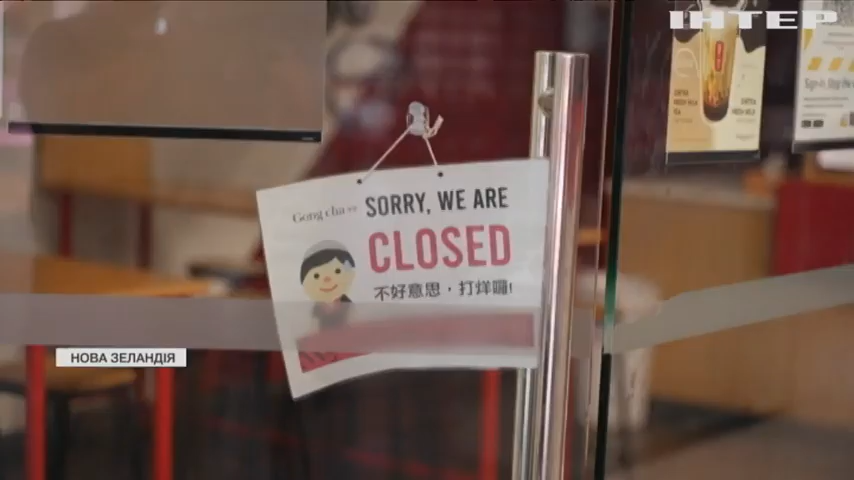 ІНТЕР
Gong cha
SORRY, WE ARE
CLOSED
不好意思，打烊囉!
НОВА ЗЕЛАНДІЯ